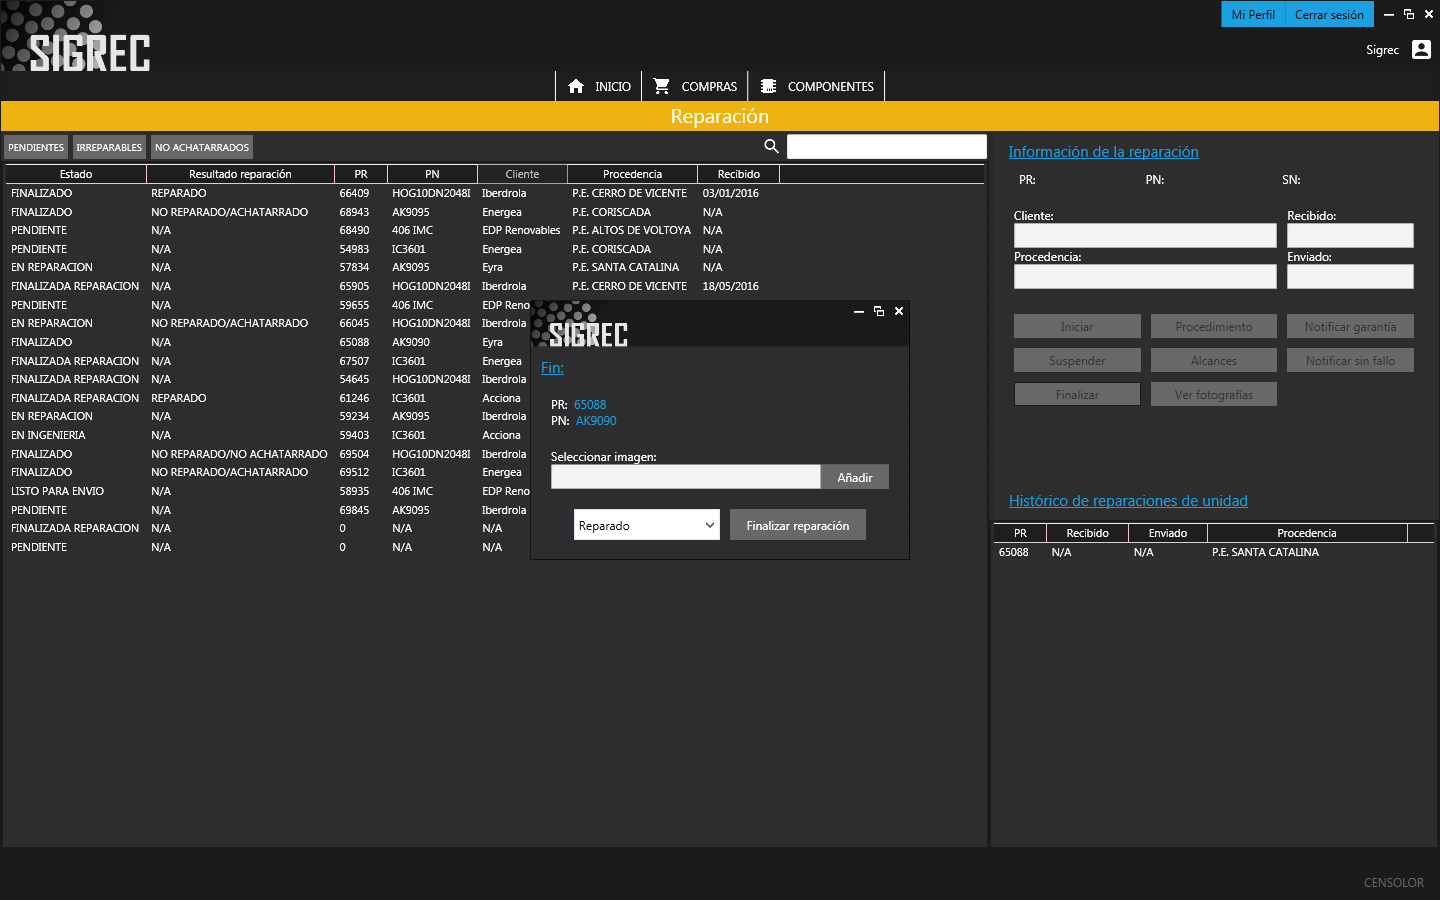 Mi Perfil Cerrar sesión
SIGREC
Sigrec
INICIO COMPRAS COMPONENTES
Reparación
PENDIENTES IRREPARABLES NO ACHATARRADOS
Estado Resultado reparación PR PN Cliente Procedencia Recibido
FINALIZADO REPARADO 66409 HOG10DN2048I Iberdrola P.E. CERRO DE VICENTE 03/01/2016
FINALIZADO NO REPARADO/ACHATARRADO 68943 AK9095 Energea P.E. CORISCADA N/A
PENDIENTE N/A 68490 406 IMC EDP Renovables P.E. ALTOS DE VOLTOYA N/A
PENDIENTE N/A 54983 IC3601 Energea P.E. CORISCADA N/A
EN REPARACION N/A 57834 AK9095 Eyra P.E. SANTA CATALINA N/A
FINALIZADA REPARACION N/A 65905 HOG10DN2048I Iberdrola P.E. CERRO DE VICENTE 18/05/2016
PENDIENTE N/A 59655 406 IMC EDP Reno
EN REPARACION NO REPARADO/ACHATARRADO 66045 HOG10DN2048I Iberdrola
FINALIZADO N/A 65088 AK9090 Eyra
FINALIZADA REPARACION N/A 67507 IC3601 Energea
FINALIZADA REPARACION N/A 54645 HOG10DN2048I Iberdrola
FINALIZADA REPARACION REPARADO 61246 IC3601 Acciona
EN REPARACION N/A 59234 AK9095 Iberdrola
EN INGENIERIA N/A 59403 IC3601 Acciona
FINALIZADO NO REPARADO/NO ACHATARRADO 69504 HOG10DN2048I Iberdrola
FINALIZADO NO REPARADO/ACHATARRADO 69512 IC3601 Energea
LISTO PARA ENVIO N/A 58935 406 IMC EDP Reno
PENDIENTE N/A 69845 AK9095 Iberdrola
FINALIZADA REPARACION N/A 0 N/A N/A
PENDIENTE N/A 0 N/A N/A
SIGREC
Fin:
PR: 65088
PN: AK9090
Seleccionar imagen:
Añadir
Reparado Finalizar reparación
Información de la reparación
PR: PN: SN:
Cliente: Recibido:
Procedencia: Enviado:
Iniciar Procedimiento Notificar garantía
Suspender Alcances Notificar sin fallo
Finalizar Ver fotografías
Histórico de reparaciones de unidad
PR Recibido Enviado Procedencia
65088 N/A N/A P.E. SANTA CATALINA
CENSOLOR